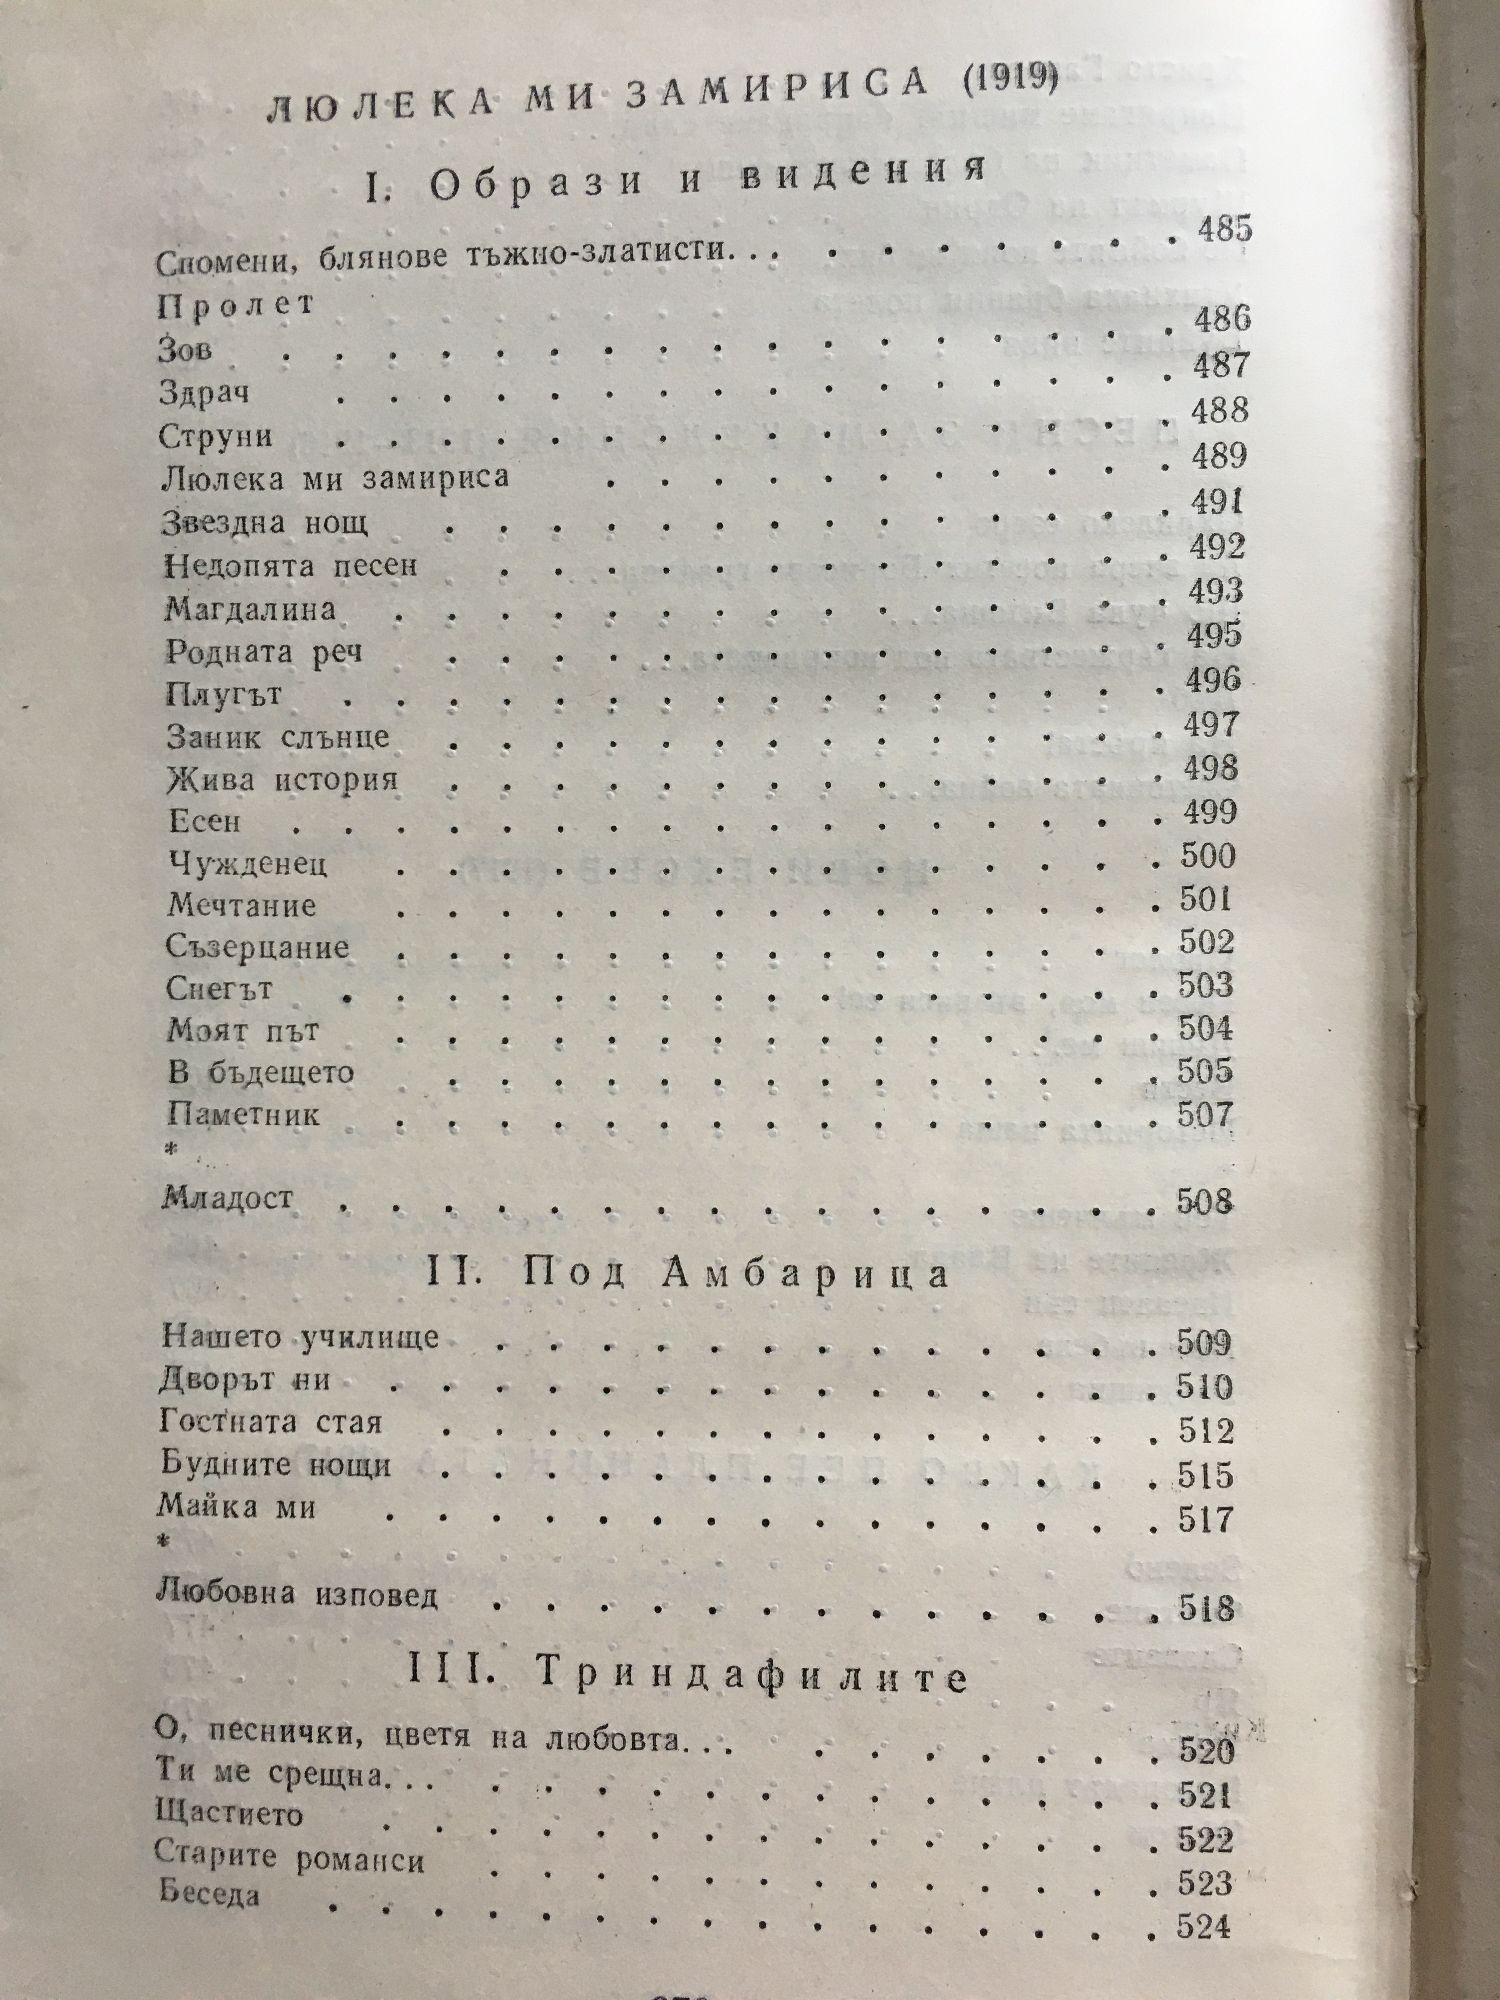 ЛЮЛЕКА МИ ЗАМИРИСА (1919)
I. Образи и видения
Спомени, блянове тъжно-златисти. . . . . . . . . . . 485
Пролет
Зов . . . . . . . . . . . . . . . . . 486
Здрач . . . . . . . . . . . . . . . . 487
Струни . . . . . . . . . . . . . . . . 488
Люлека ми замириса . . . . . . . . . . . 489
Звездна нощ . . . . . . . . . . . . . . 491
Недопята песен . . . . . . . . . . . . . 492
Магдалина . . . . . . . . . . . . . . . 493
Родната реч . . . . . . . . . . . . . . 495
Плугът . . . . . . . . . . . . . . . . 496
Заник слънце . . . . . . . . . . . . . . 497
Жива история . . . . . . . . . . . . . . 498
Есен . . . . . . . . . . . . . . . . . 499
Чужденец . . . . . . . . . . . . . . . 500
Мечтание . . . . . . . . . . . . . . . 501
Съзерцание . . . . . . . . . . . . . . . 502
Снегът . . . . . . . . . . . . . . . . 503
Моят път . . . . . . . . . . . . . . . 504
В бъдещето . . . . . . . . . . . . . . 505
Паметник . . . . . . . . . . . . . . . 507
*
Младост . . . . . . . . . . . . . . . . 508
II. Под Амбарица
Нашето училище . . . . . . . . . . . . . 509
Дворът ни . . . . . . . . . . . . . . . 510
Гостната стая . . . . . . . . . . . . . . 512
Будните нощи . . . . . . . . . . . . . . 515
Майка ми . . . . . . . . . . . . . . . 517
*
Любовна изповед . . . . . . . . . . . . . 518
III. Триндафилите
О, песнички, цветя на любовта. . . . . . . . . . 520
Ти ме срещна. . . . . . . . . . . . . . . . 521
Щастието . . . . . . . . . . . . . . . 522
Старите романси . . . . . . . . . . . . . 523
Беседа . . . . . . . . . . . . . . . . 524